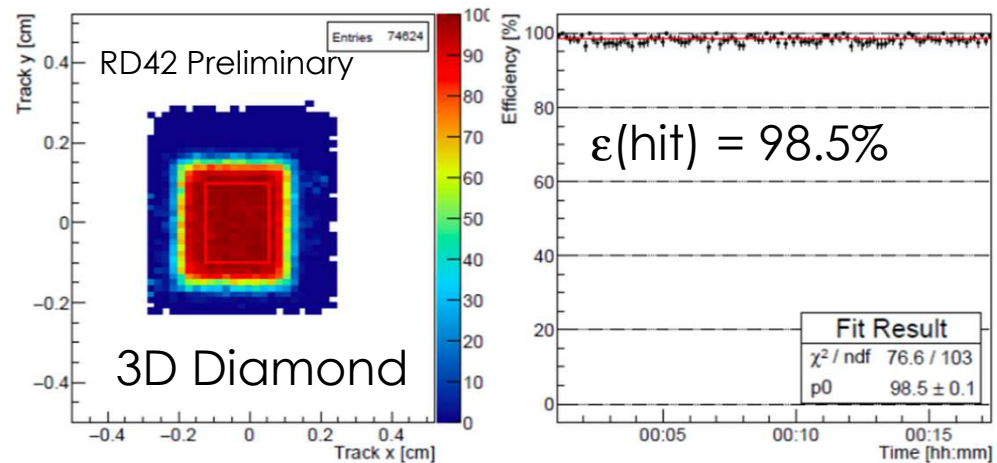 Track y [cm]
0.4
0.2
0
−0.2
−0.4
−0.4 −0.2 0 0.2 0.4
Track x [cm]
Entries 74624
RD42 Preliminary
3D Diamond
90
80
70
60
50
40
30
20
10
0
Efficiency [%]
100
80
60
40
20
0
ε(hit) = 98.5%
Fit Result
χ² / ndf 76.6 / 103
p0 98.5 ± 0.1
00:05 00:10 00:15
Time [hh:mm]